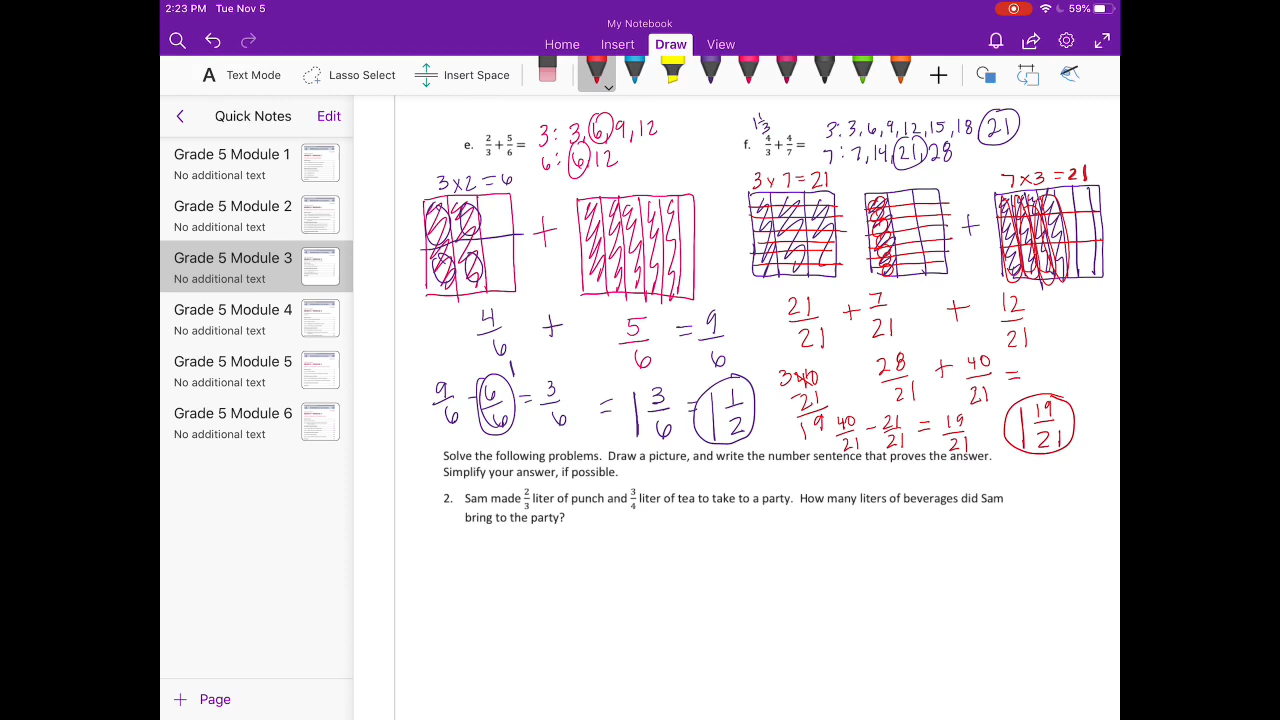 2:23 PM Tue Nov 5
59%
My Notebook
Home Insert Draw View
A Text Mode Lasso Select Insert Space
Quick Notes Edit
Grade 5 Module 1
No additional text
Grade 5 Module 2
No additional text
Grade 5 Module 3
No additional text
Grade 5 Module 4
No additional text
Grade 5 Module 5
No additional text
Grade 5 Module 6
No additional text
+ Page
e. 2/3 + 5/6 =
3: 3, 6, 9, 12
6: 6 12
3 x 2 = 6
+
4/6 + 5/6 = 9/6
9/6 - 6/6 = 3/6 = 1 3/6 = 1 1/2
1 1/3
f. 4/3 + 4/7 =
3: 3, 6, 9, 12, 15, 18 21
7: 7, 14, 21, 28
3 x 7 = 21
7 x 3 = 21
+
21/21 + 7/21 + 12/21
28/21 + 40/21 =
40/21 - 21/21 = 19/21
1 19/21
Solve the following problems. Draw a picture, and write the number sentence that proves the answer.
Simplify your answer, if possible.
2. Sam made 2/3 liter of punch and 3/4 liter of tea to take to a party. How many liters of beverages did Sam
bring to the party?